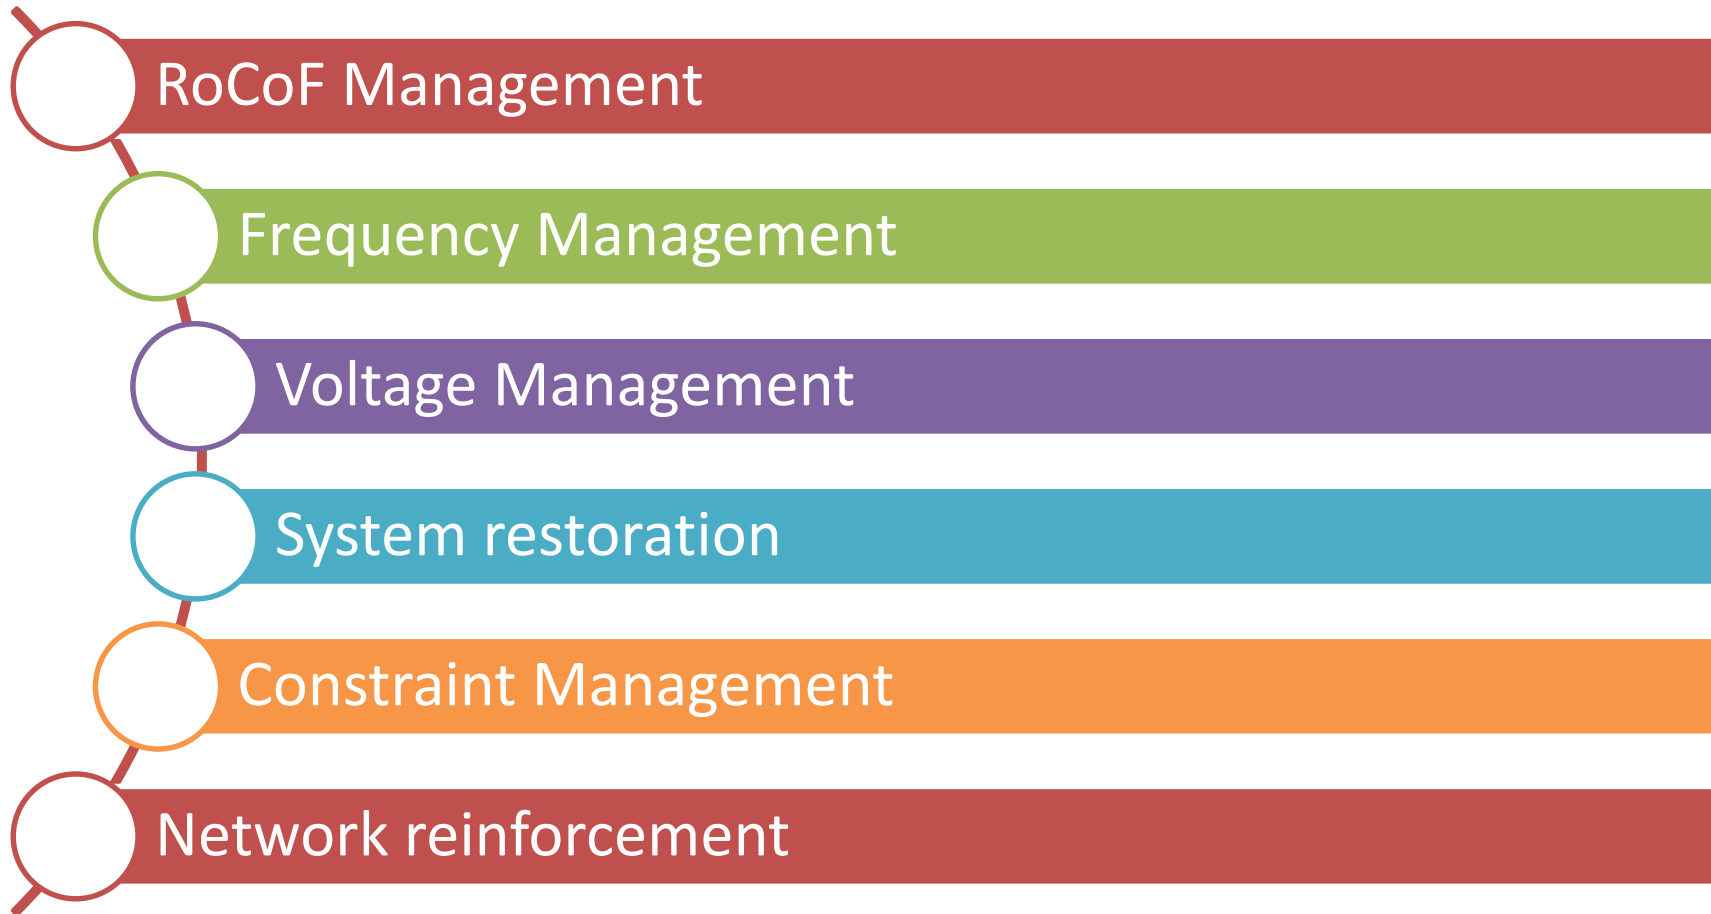 RoCoF Management
Frequency Management
Voltage Management
System restoration
Constraint Management
Network reinforcement